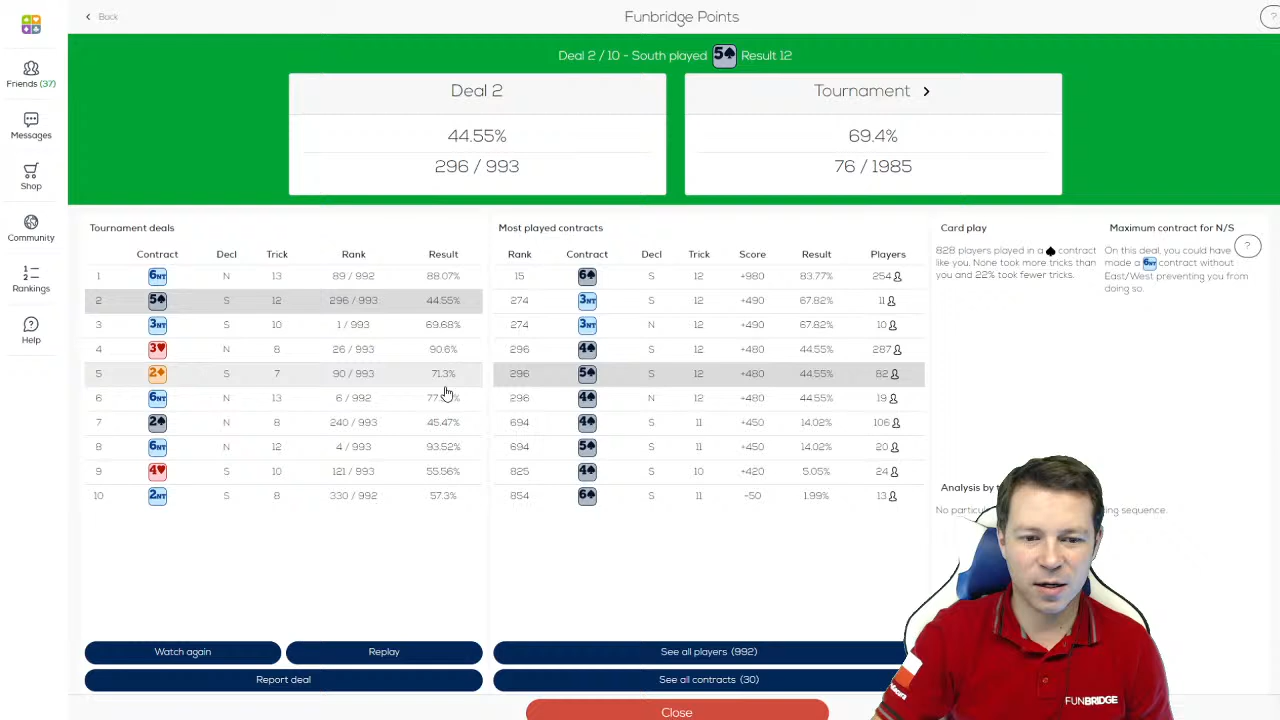 Back
Funbridge Points
?
Deal 2 / 10 - South played 5♠ Result 12
Friends (37)
Messages
Shop
Community
Rankings
Help
Deal 2
44.55%
296 / 993
Tournament
69.4%
76 / 1985
Tournament deals
Contract Decl Trick Rank Result
1 6NT N 13 89 / 992 88.07%
2 5♠ S 12 296 / 993 44.55%
3 3NT S 10 1 / 993 69.68%
4 3♥ N 8 26 / 993 90.6%
5 2♦ S 7 90 / 993 71.3%
6 6NT N 13 6 / 992
7 2♠ N 8 240 / 993 45.47%
8 6NT N 12 4 / 993 93.52%
9 4♥ S 10 121 / 993 55.56%
10 2NT S 8 330 / 992 57.3%
Most played contracts
Rank Contract Decl Trick Score Result Players
15 6♠ S 12 +980 83.77% 254
274 3NT S 12 +490 67.82% 11
274 3NT N 12 +490 67.82% 10
296 4♠ S 12 +480 44.55% 287
296 5♠ S 12 +480 44.55% 82
296 4♠ N 12 +480 44.55% 19
694 4♠ S 11 +450 14.02% 106
694 5♠ S 11 +450 14.02% 20
825 4♠ S 10 +420 5.05% 24
854 6♠ S 11 -50 1.99% 13
Card play
828 players played in a ♠ contract
like you. None took more tricks than
you and 22% took fewer tricks.
Maximum contract for N/S
?
On this deal, you could have
made a 6NT contract without
East/West preventing you from
doing so.
Analysis by
No ing sequence.
Watch again
Replay
Report deal
See all players (992)
See all contracts (30)
Close
FUNBRIDGE